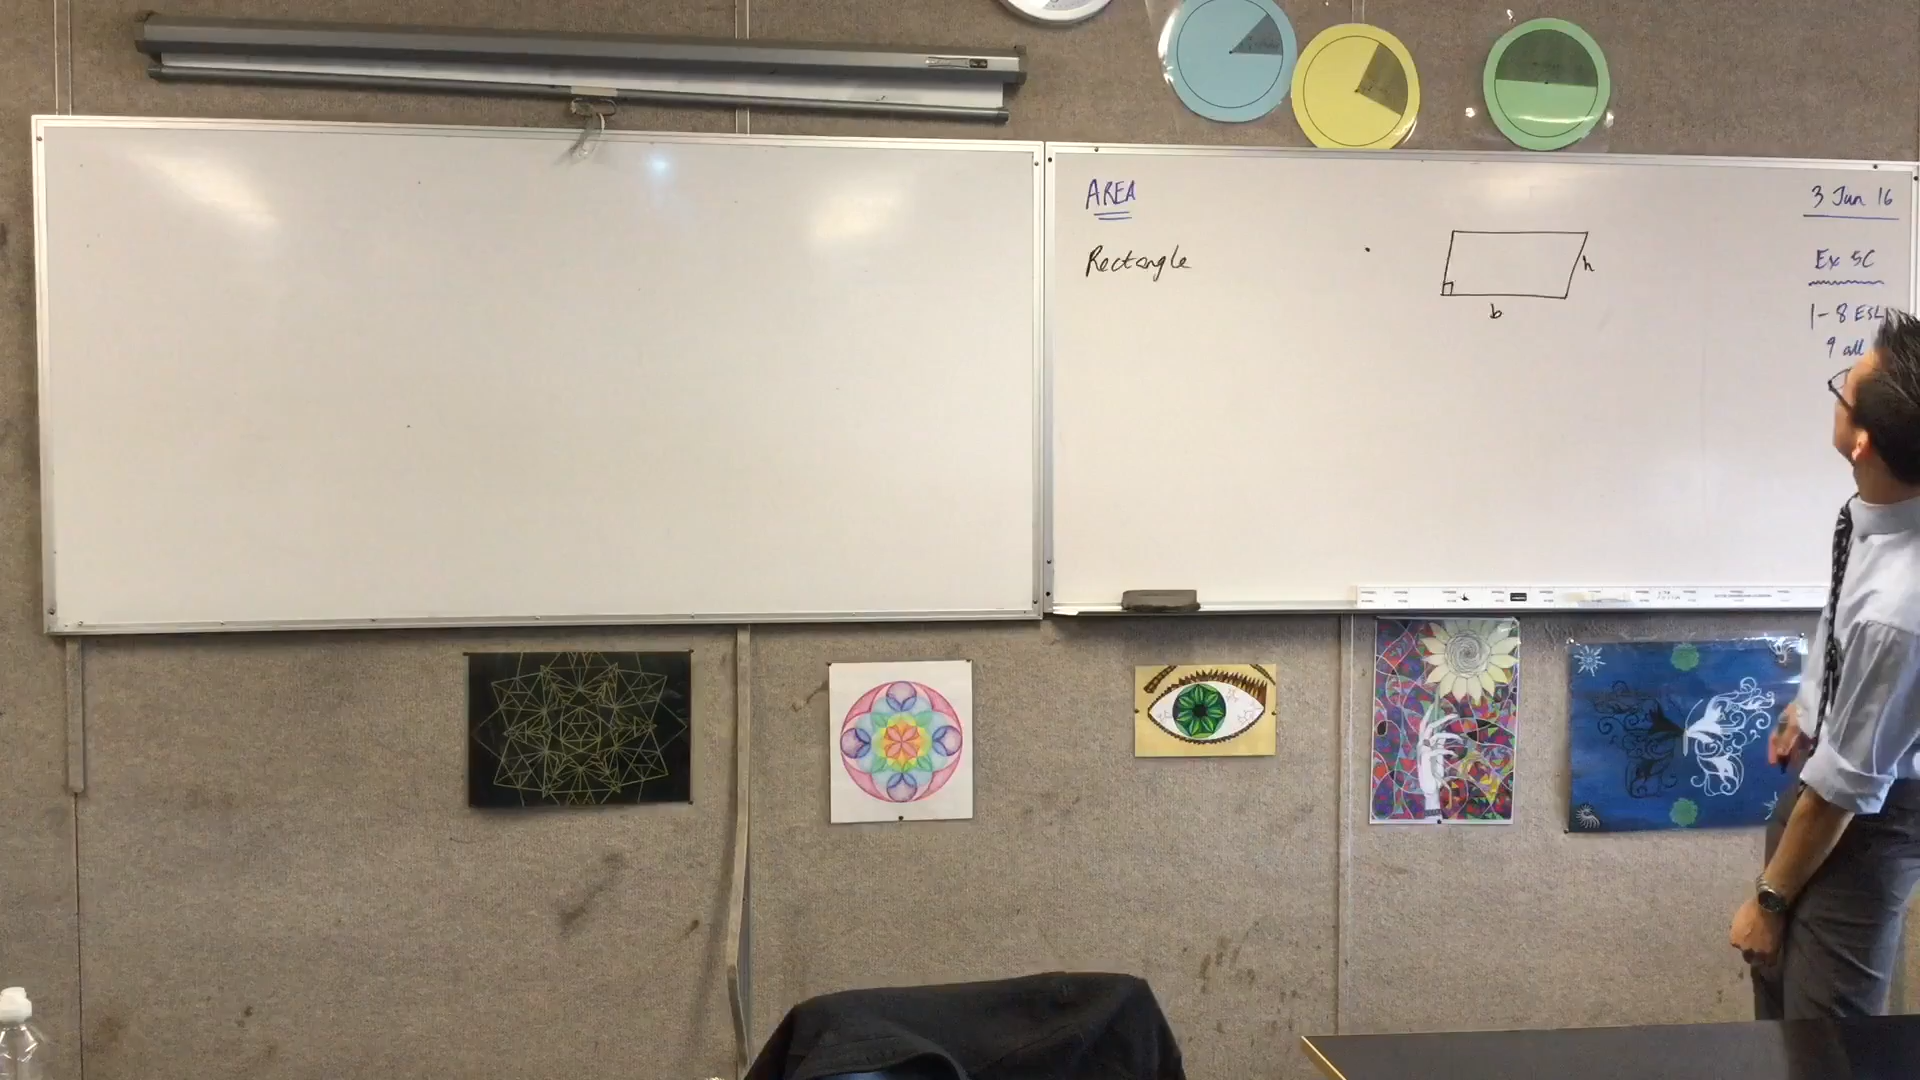 AREA
Rectangle
h
b
3 Jun 16
Ex 5C
1-8 ESL
9 all